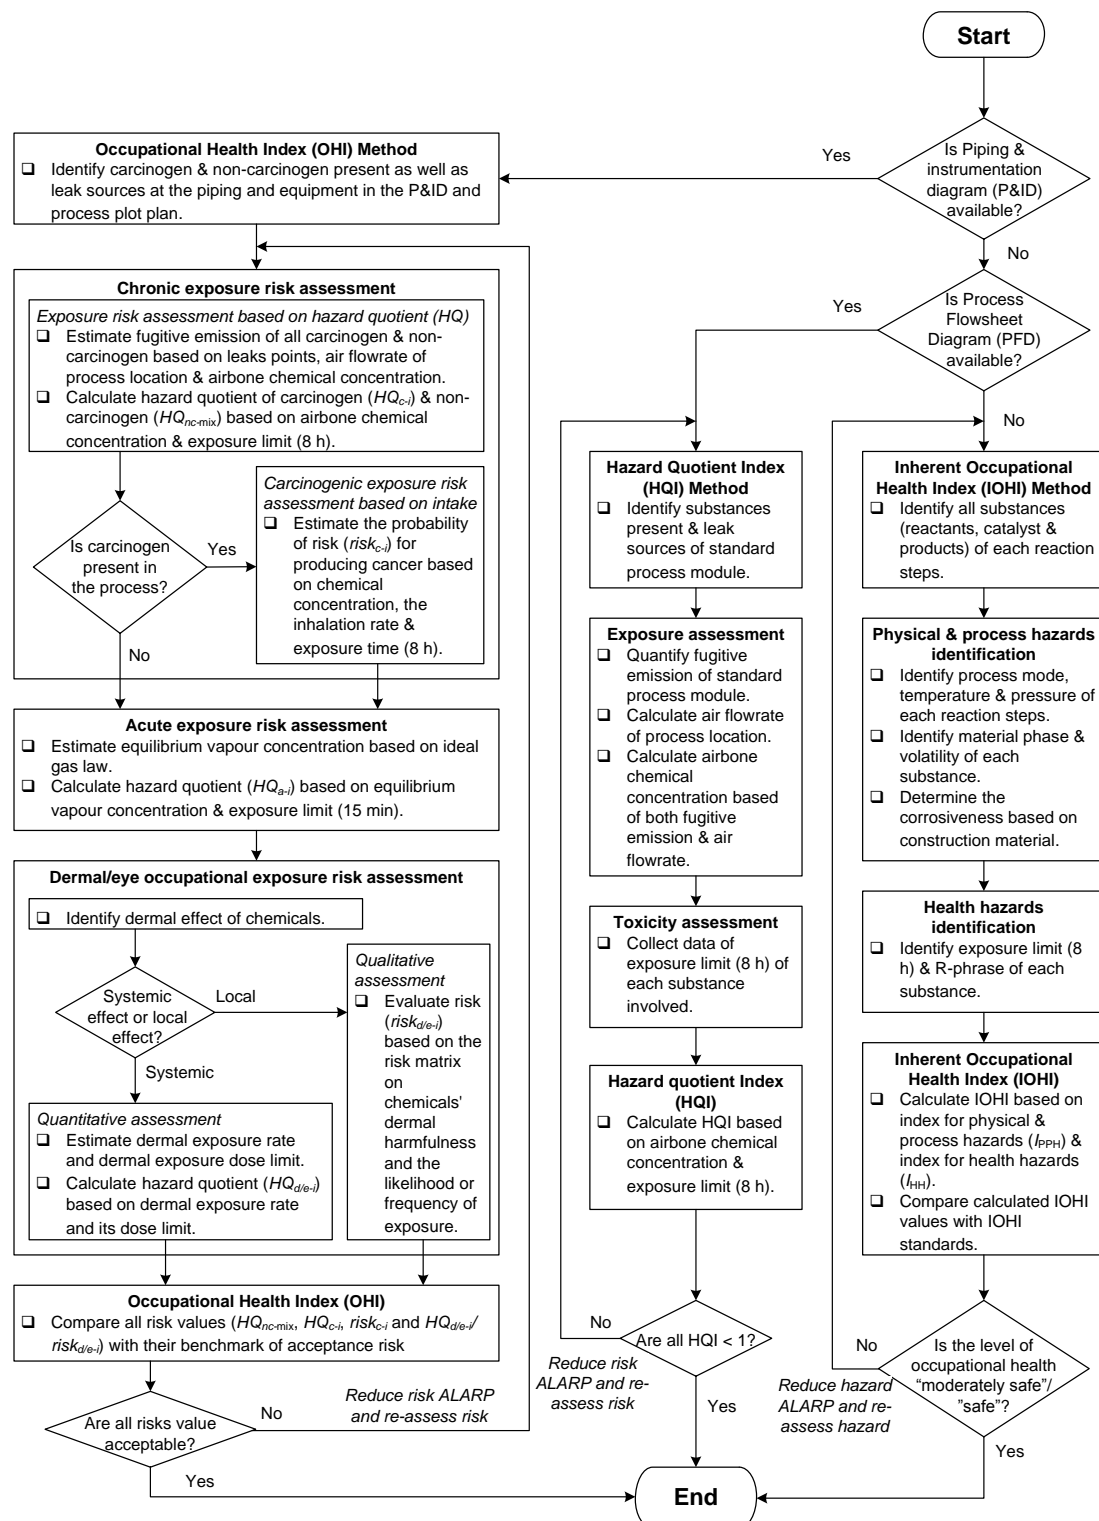 Start
Is Piping &
instrumentation
diagram (P&ID)
available?
Yes
No
Occupational Health Index (OHI) Method
❑ Identify carcinogen & non-carcinogen present as well as
leak sources at the piping and equipment in the P&ID and
process plot plan.
Is Process
Flowsheet
Diagram (PFD)
available?
Yes
No
Chronic exposure risk assessment
Exposure risk assessment based on hazard quotient (HQ)
❑ Estimate fugitive emission of all carcinogen & non-
carcinogen based on leaks points, air flowrate of
process location & airbone chemical concentration.
❑ Calculate hazard quotient of carcinogen (HQc-i) & non-
carcinogen (HQnc-mix) based on airbone chemical
concentration & exposure limit (8 h).
Is carcinogen
present in
the process?
Yes
No
Carcinogenic exposure risk
assessment based on intake
❑ Estimate the probability
of risk (riskc-i) for
producing cancer based
on chemical
concentration, the
inhalation rate &
exposure time (8 h).
Acute exposure risk assessment
❑ Estimate equilibrium vapour concentration based on ideal
gas law.
❑ Calculate hazard quotient (HQa-i) based on equilibrium
vapour concentration & exposure limit (15 min).
Dermal/eye occupational exposure risk assessment
❑ Identify dermal effect of chemicals.
Systemic
effect or local
effect?
Local
Systemic
Qualitative
assessment
❑ Evaluate risk
(riskd/e-i)
based on the
risk matrix
on
chemicals'
dermal
harmfulness
and the
likelihood or
frequency of
exposure.
Quantitative assessment
❑ Estimate dermal exposure rate
and dermal exposure dose limit.
❑ Calculate hazard quotient (HQd/e-i)
based on dermal exposure rate
and its dose limit.
Occupational Health Index (OHI)
❑ Compare all risk values (HQnc-mix, HQc-i, riskc-i and HQd/e-i/
riskd/e-i) with their benchmark of acceptance risk
Are all risks value
acceptable?
No
Reduce risk ALARP
and re-assess risk
Yes
Hazard Quotient Index
(HQI) Method
❑ Identify substances
present & leak
sources of standard
process module.
Exposure assessment
❑ Quantify fugitive
emission of standard
process module.
❑ Calculate air flowrate
of process location.
❑ Calculate airbone
chemical
concentration based
of both fugitive
emission & air
flowrate.
Toxicity assessment
❑ Collect data of
exposure limit (8 h) of
each substance
involved.
Hazard quotient Index
(HQI)
❑ Calculate HQI based
on airbone chemical
concentration &
exposure limit (8 h).
Are all HQI < 1?
No
Reduce risk
ALARP and re-
assess risk
Yes
Inherent Occupational
Health Index (IOHI) Method
❑ Identify all substances
(reactants, catalyst &
products) of each reaction
steps.
Physical & process hazards
identification
❑ Identify process mode,
temperature & pressure of
each reaction steps.
❑ Identify material phase &
volatility of each
substance.
❑ Determine the
corrosiveness based on
construction material.
Health hazards
identification
❑ Identify exposure limit (8
h) & R-phrase of each
substance.
Inherent Occupational
Health Index (IOHI)
❑ Calculate IOHI based on
index for physical &
process hazards (IPPH) &
index for health hazards
(IHH).
❑ Compare calculated IOHI
values with IOHI
standards.
Is the level of
occupational health
“moderately safe”/
”safe”?
No
Reduce hazard
ALARP and re-
assess hazard
Yes
End